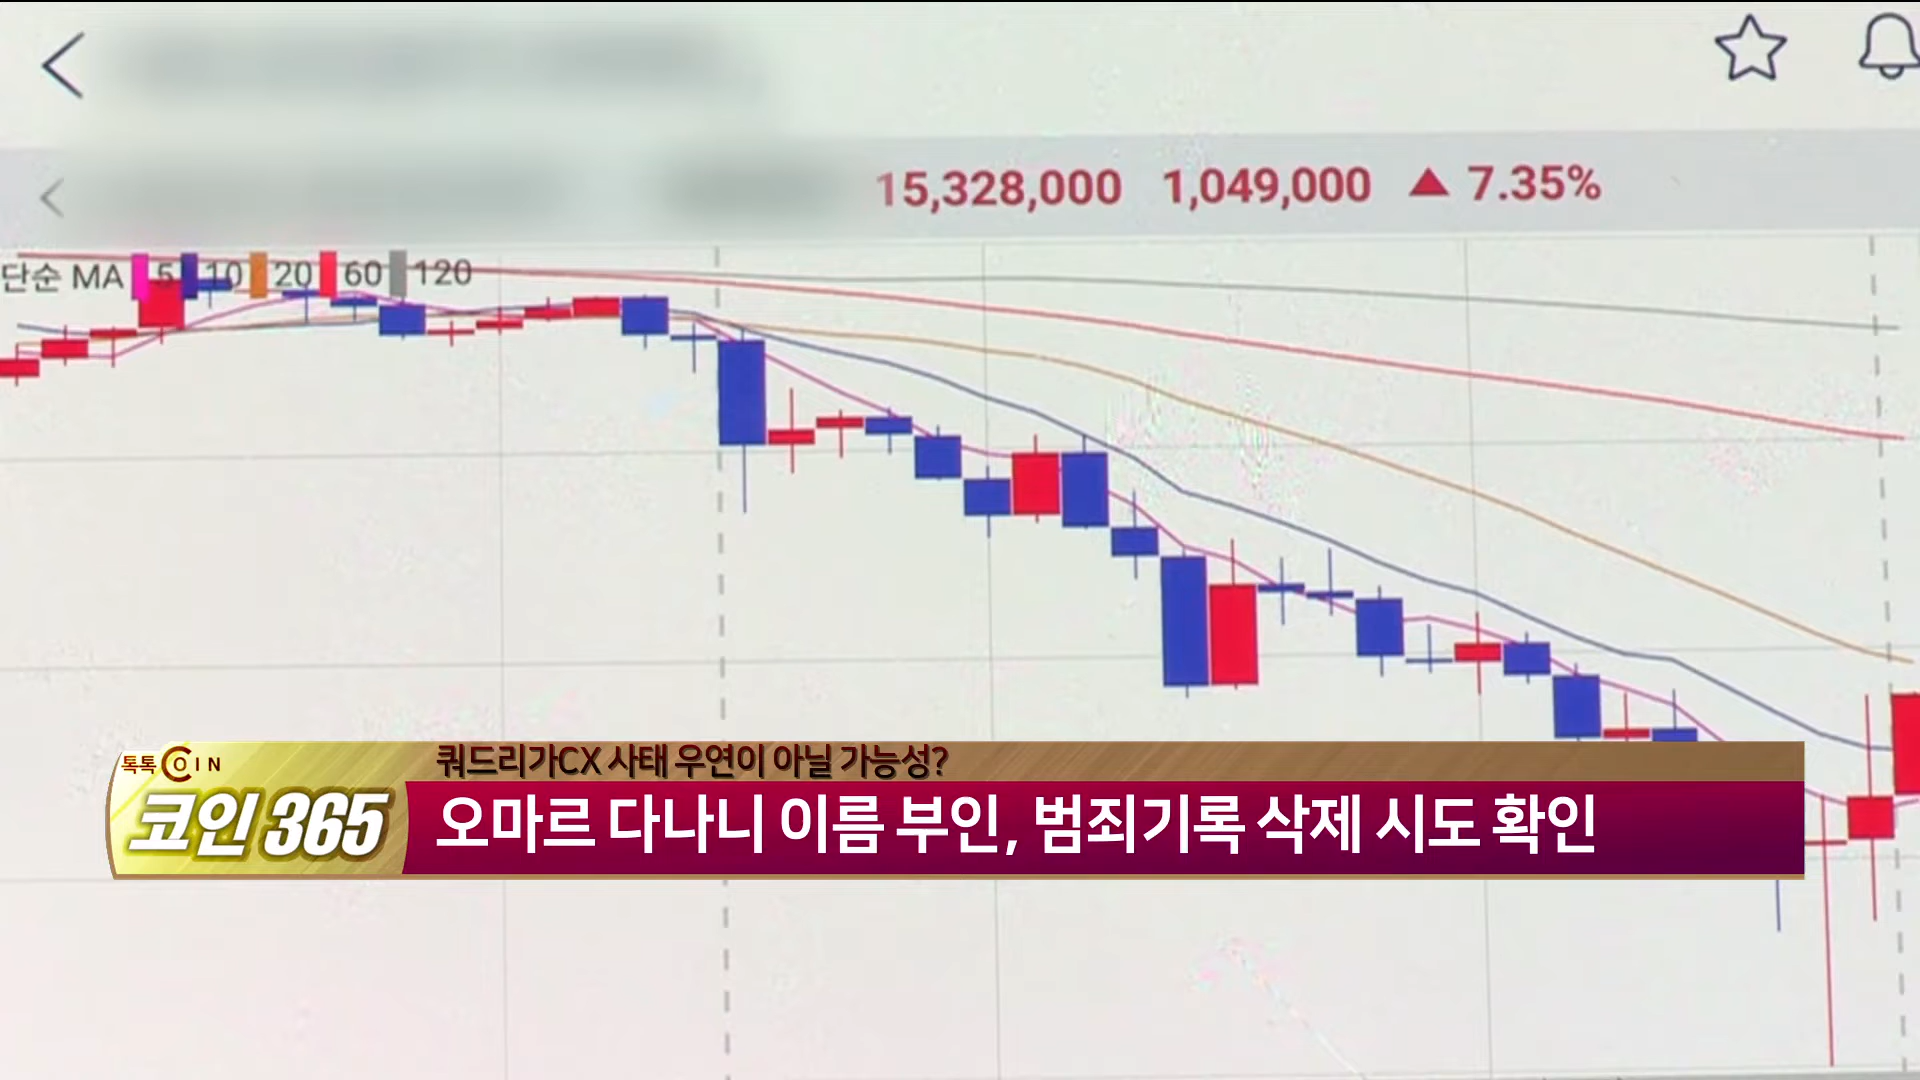 15,328,000 1,049,000 ▲ 7.35%
단순 MA 5 10 20 60 120
톡톡 COIN
코인 365
쿼드리가CX 사태 우연이 아닐 가능성?
오마르 다나니 이름 부인, 범죄기록 삭제 시도 확인